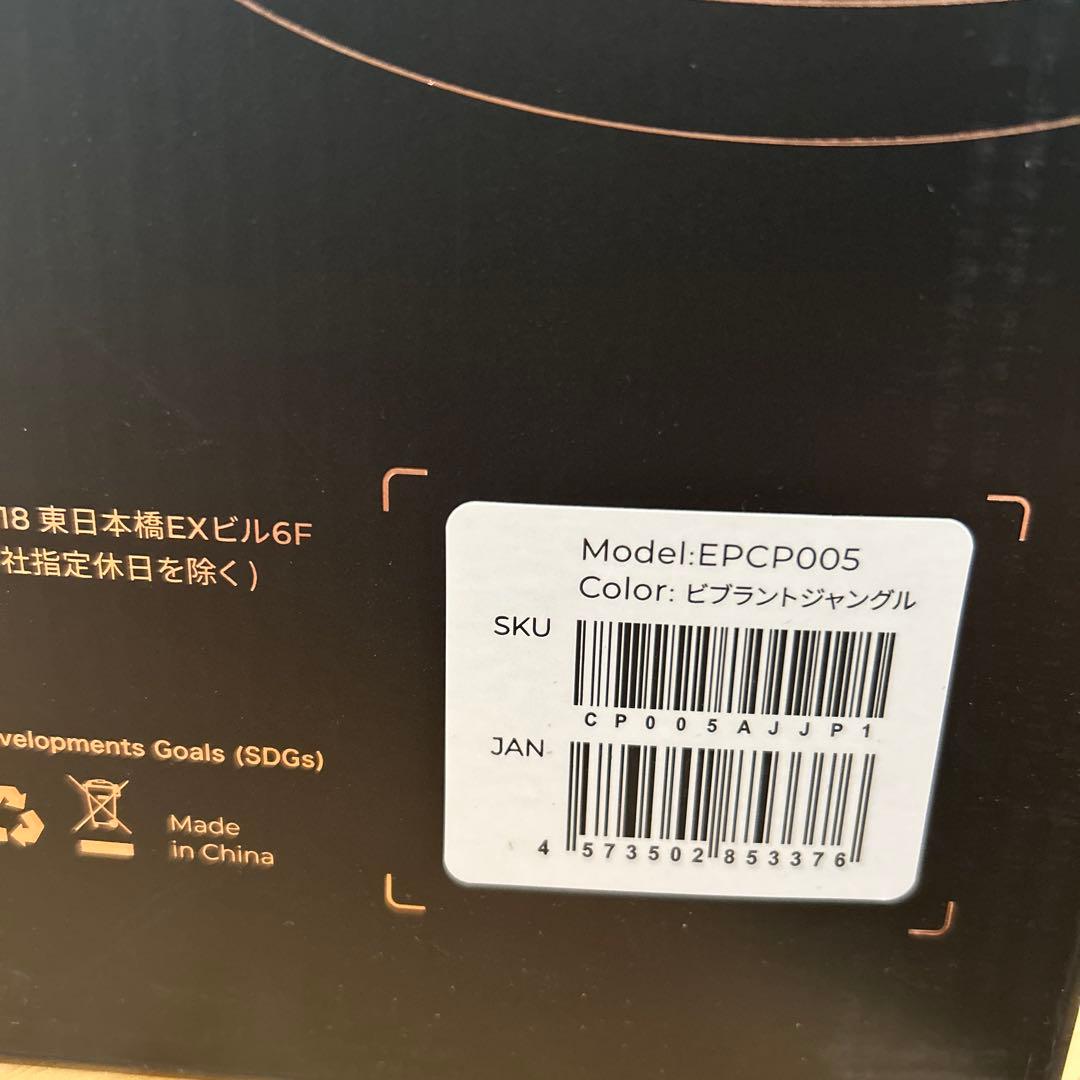 18 東日本橋EXビル6F
社指定休日を除く)
velopments Goals (SDGs)
Made
in China
Model:EPCP005
Color: ビブラントジャングル
SKU
CP005AJJP1
JAN
4 573502 853376